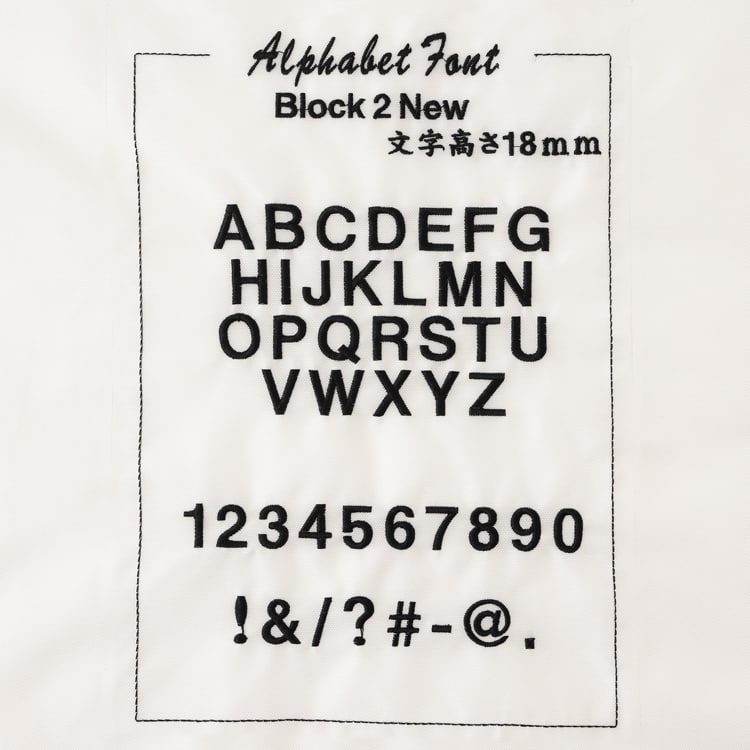 Alphabet Font
Block 2 New
文字高さ18mm
ABCDEFG
HIJKLMN
OPQRSTU
VWXYZ
1234567890
!&/?#-@.